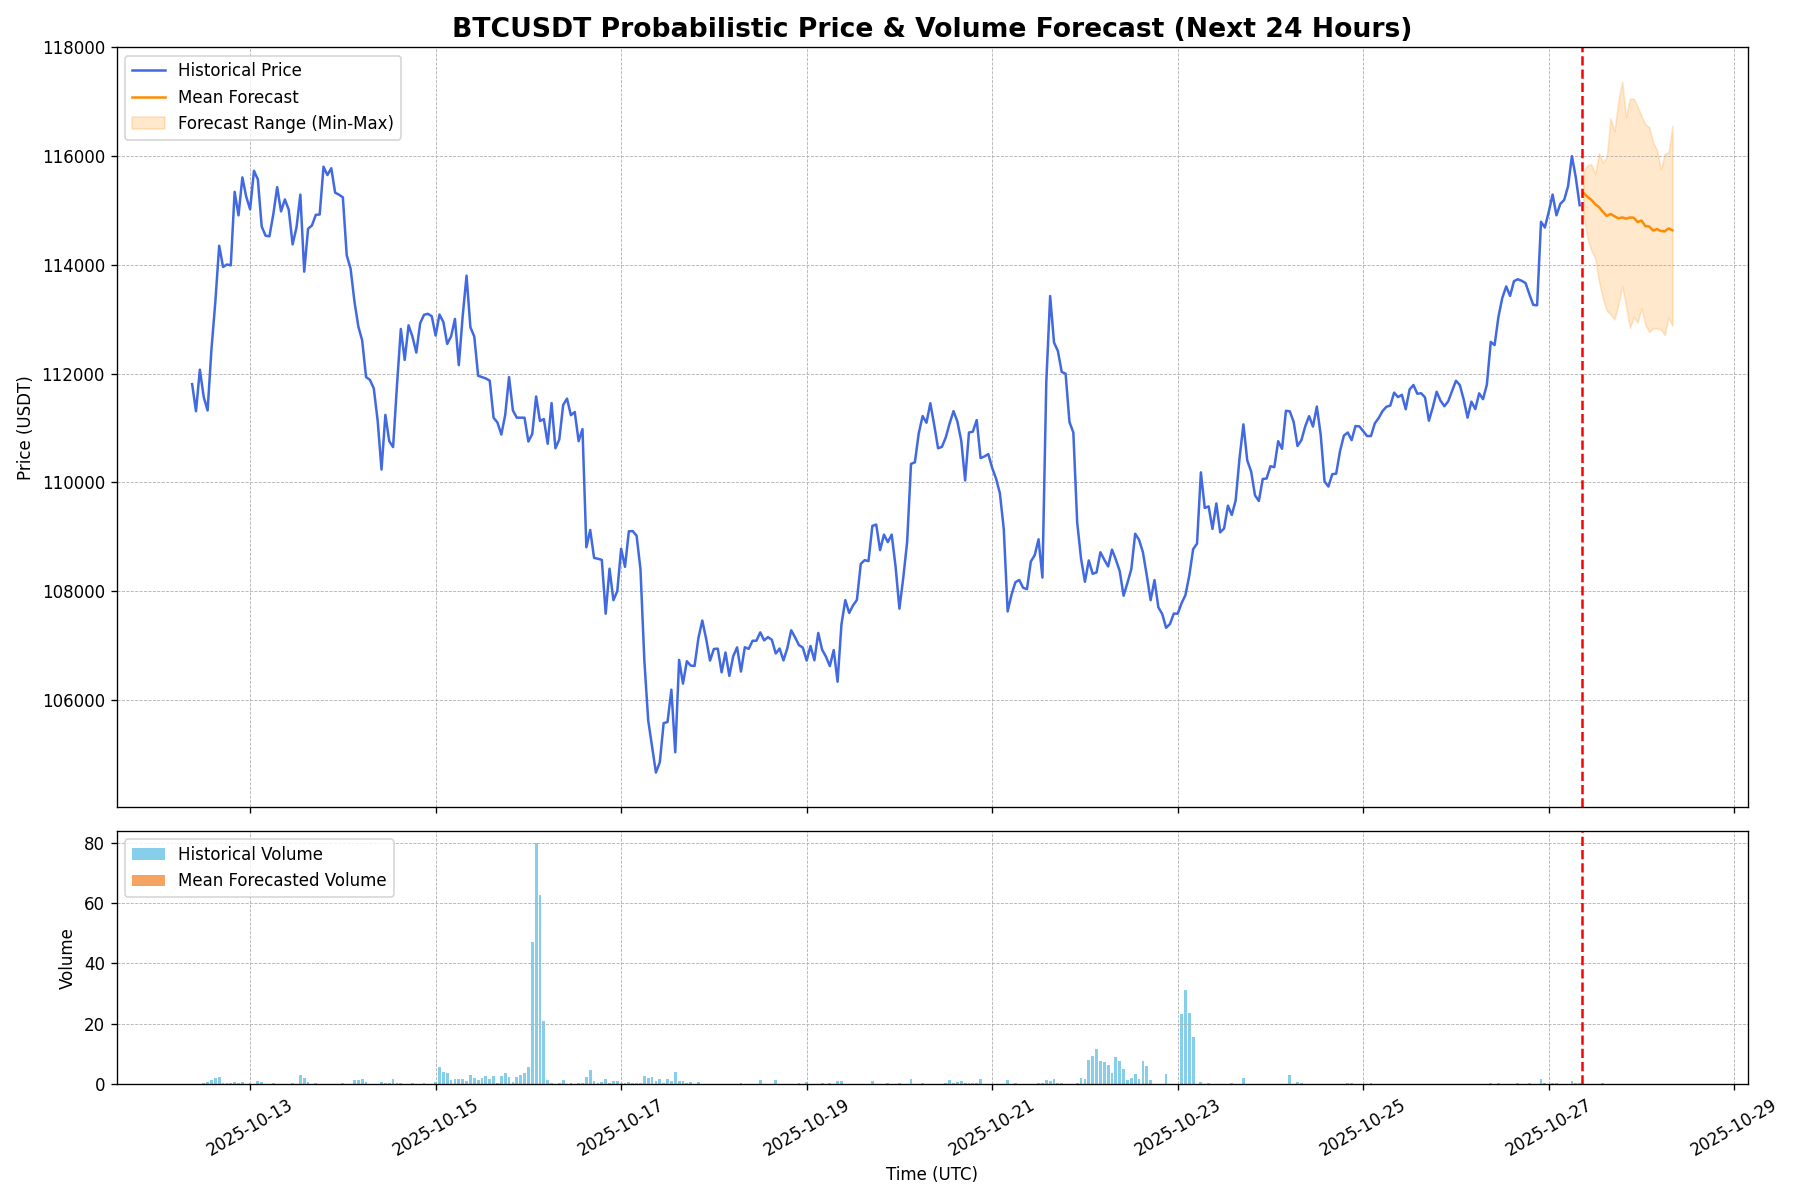 BTCUSDT Probabilistic Price & Volume Forecast (Next 24 Hours)
Historical Price
Mean Forecast
Forecast Range (Min-Max)
Price (USDT)
118000
116000
114000
112000
110000
108000
106000
Historical Volume
Mean Forecasted Volume
Volume
80
60
40
20
0
2025-10-13
2025-10-15
2025-10-17
2025-10-19
2025-10-21
2025-10-23
2025-10-25
2025-10-27
2025-10-29
Time (UTC)